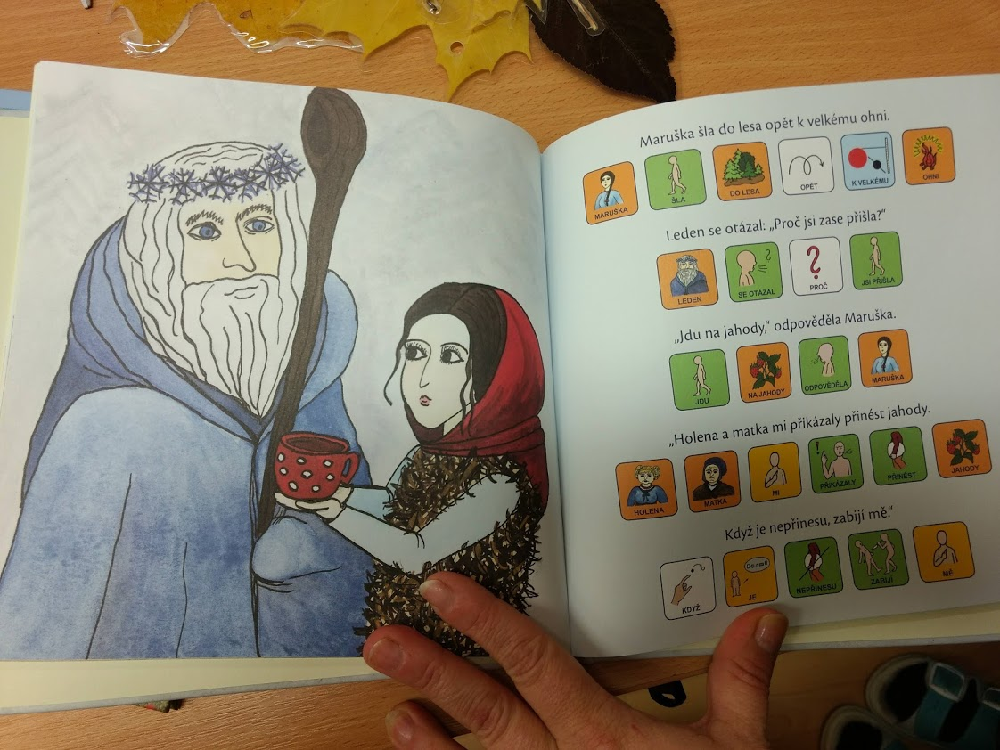 Maruška šla do lesa opět k velkému ohni.
MARUŠKA ŠLA DO LESA OPĚT K VELKÉMU OHNI
Leden se otázal: „Proč jsi zase přišla?“
LEDEN SE OTÁZAL PROČ JSI PŘIŠLA
„Jdu na jahody,“ odpověděla Maruška.
JDU NA JAHODY ODPOVĚDĚLA MARUŠKA
„Holena a matka mi přikázaly přinést jahody.
HOLENA MATKA MI PŘIKÁZALY PŘINÉST JAHODY
Když je nepřinesu, zabijí mě.“
KDYŽ JE NEPŘINESU ZABIJÍ MĚ